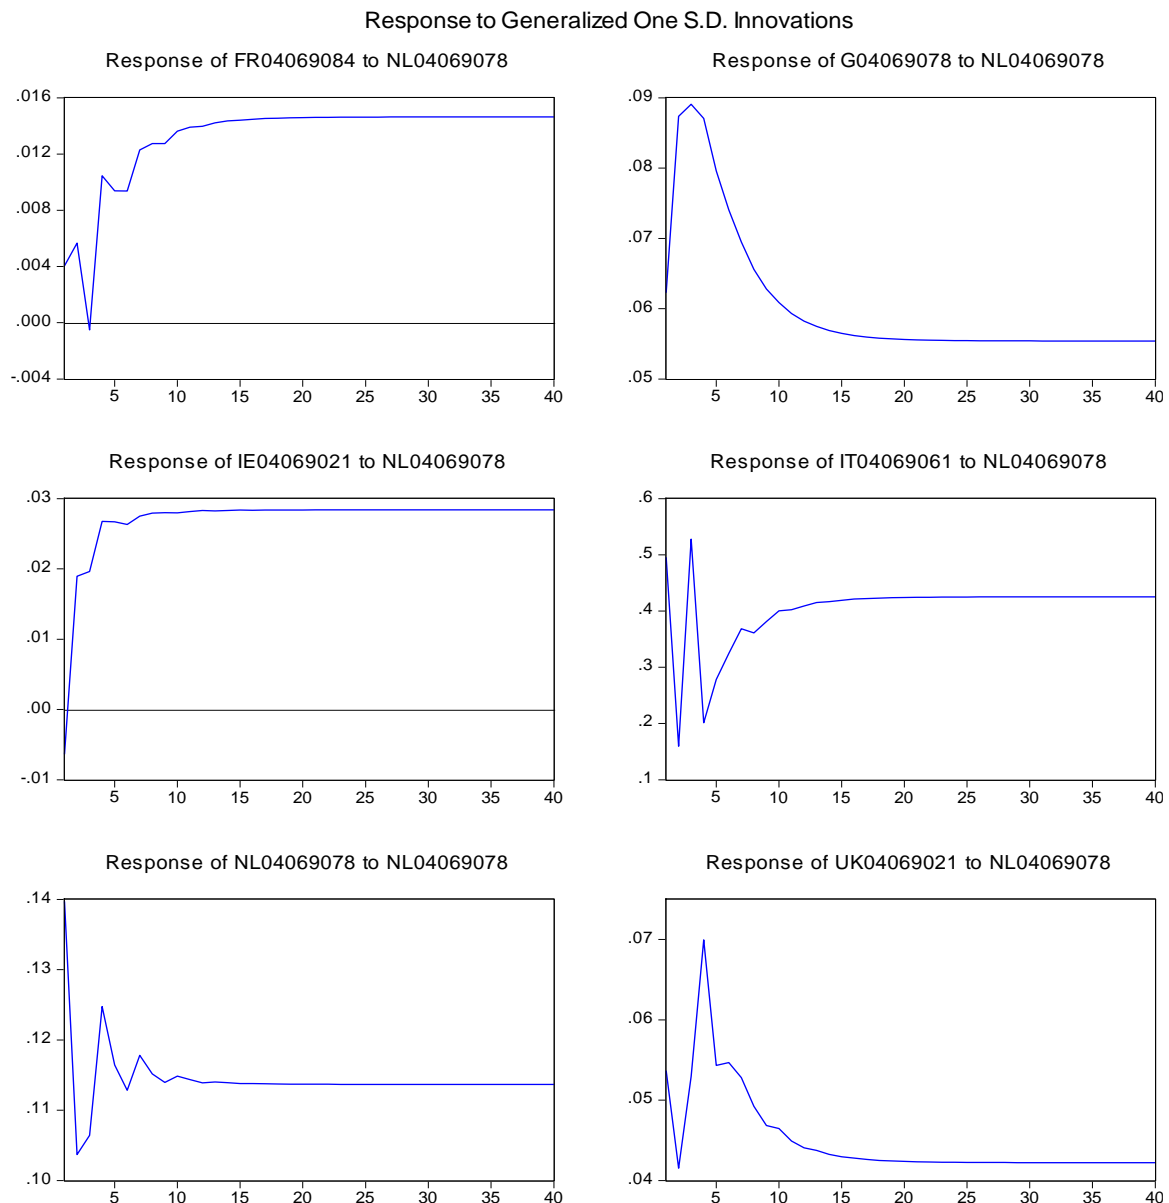 Response to Generalized One S.D. Innovations
Response of FR04069084 to NL04069078
.016
.012
.008
.004
.000
-.004
5 10 15 20 25 30 35 40
Response of G04069078 to NL04069078
.09
.08
.07
.06
.05
5 10 15 20 25 30 35 40
Response of IE04069021 to NL04069078
.03
.02
.01
.00
-.01
5 10 15 20 25 30 35 40
Response of IT04069061 to NL04069078
.6
.5
.4
.3
.2
.1
5 10 15 20 25 30 35 40
Response of NL04069078 to NL04069078
.14
.13
.12
.11
.10
5 10 15 20 25 30 35 40
Response of UK04069021 to NL04069078
.07
.06
.05
.04
5 10 15 20 25 30 35 40